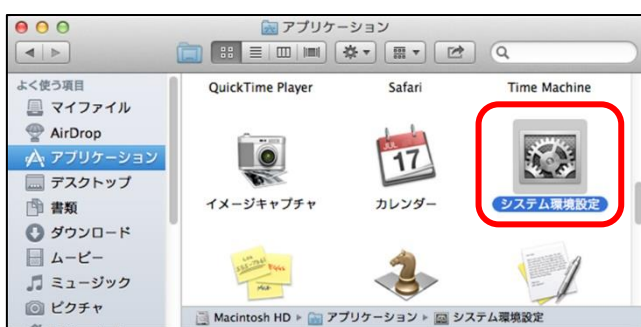 アプリケーション
よく使う項目
マイファイル
AirDrop
アプリケーション
デスクトップ
書類
ダウンロード
ムービー
ミュージック
ピクチャ
QuickTime Player
Safari
Time Machine
JUL
17
イメージキャプチャ
カレンダー
システム環境設定
Macintosh HD ▸ アプリケーション ▸ システム環境設定